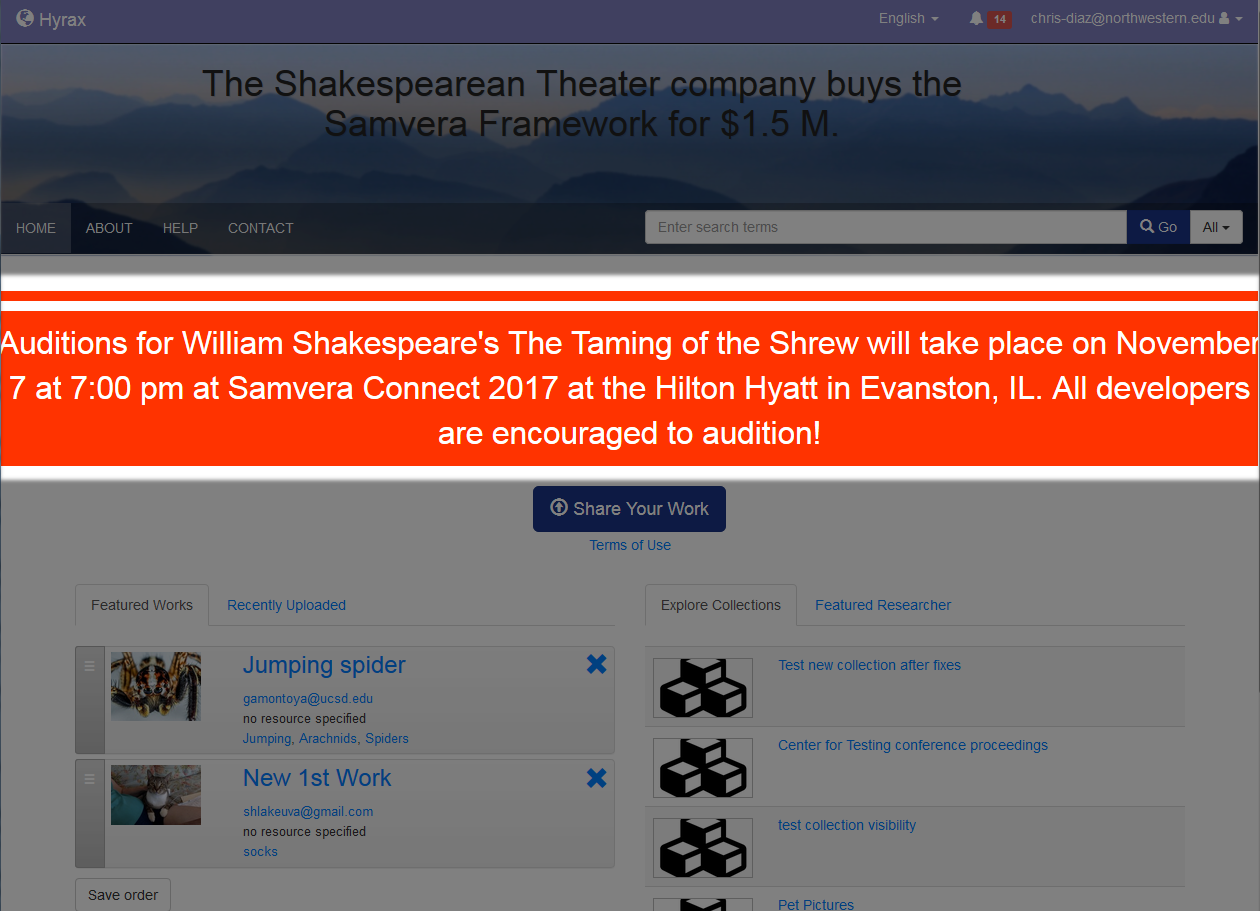 Hyrax
English
14
chris-diaz@northwestern.edu
The Shakespearean Theater company buys the
Samvera Framework for $1.5 M.
HOME ABOUT HELP CONTACT
Enter search terms
Go
All
Auditions for William Shakespeare's The Taming of the Shrew will take place on November
7 at 7:00 pm at Samvera Connect 2017 at the Hilton Hyatt in Evanston, IL. All developers
are encouraged to audition!
Share Your Work
Terms of Use
Featured Works Recently Uploaded
Jumping spider
gamontoya@ucsd.edu
no resource specified
Jumping, Arachnids, Spiders
New 1st Work
shlakeuva@gmail.com
no resource specified
socks
Save order
Explore Collections Featured Researcher
Test new collection after fixes
Center for Testing conference proceedings
test collection visibility
Pet Pictures